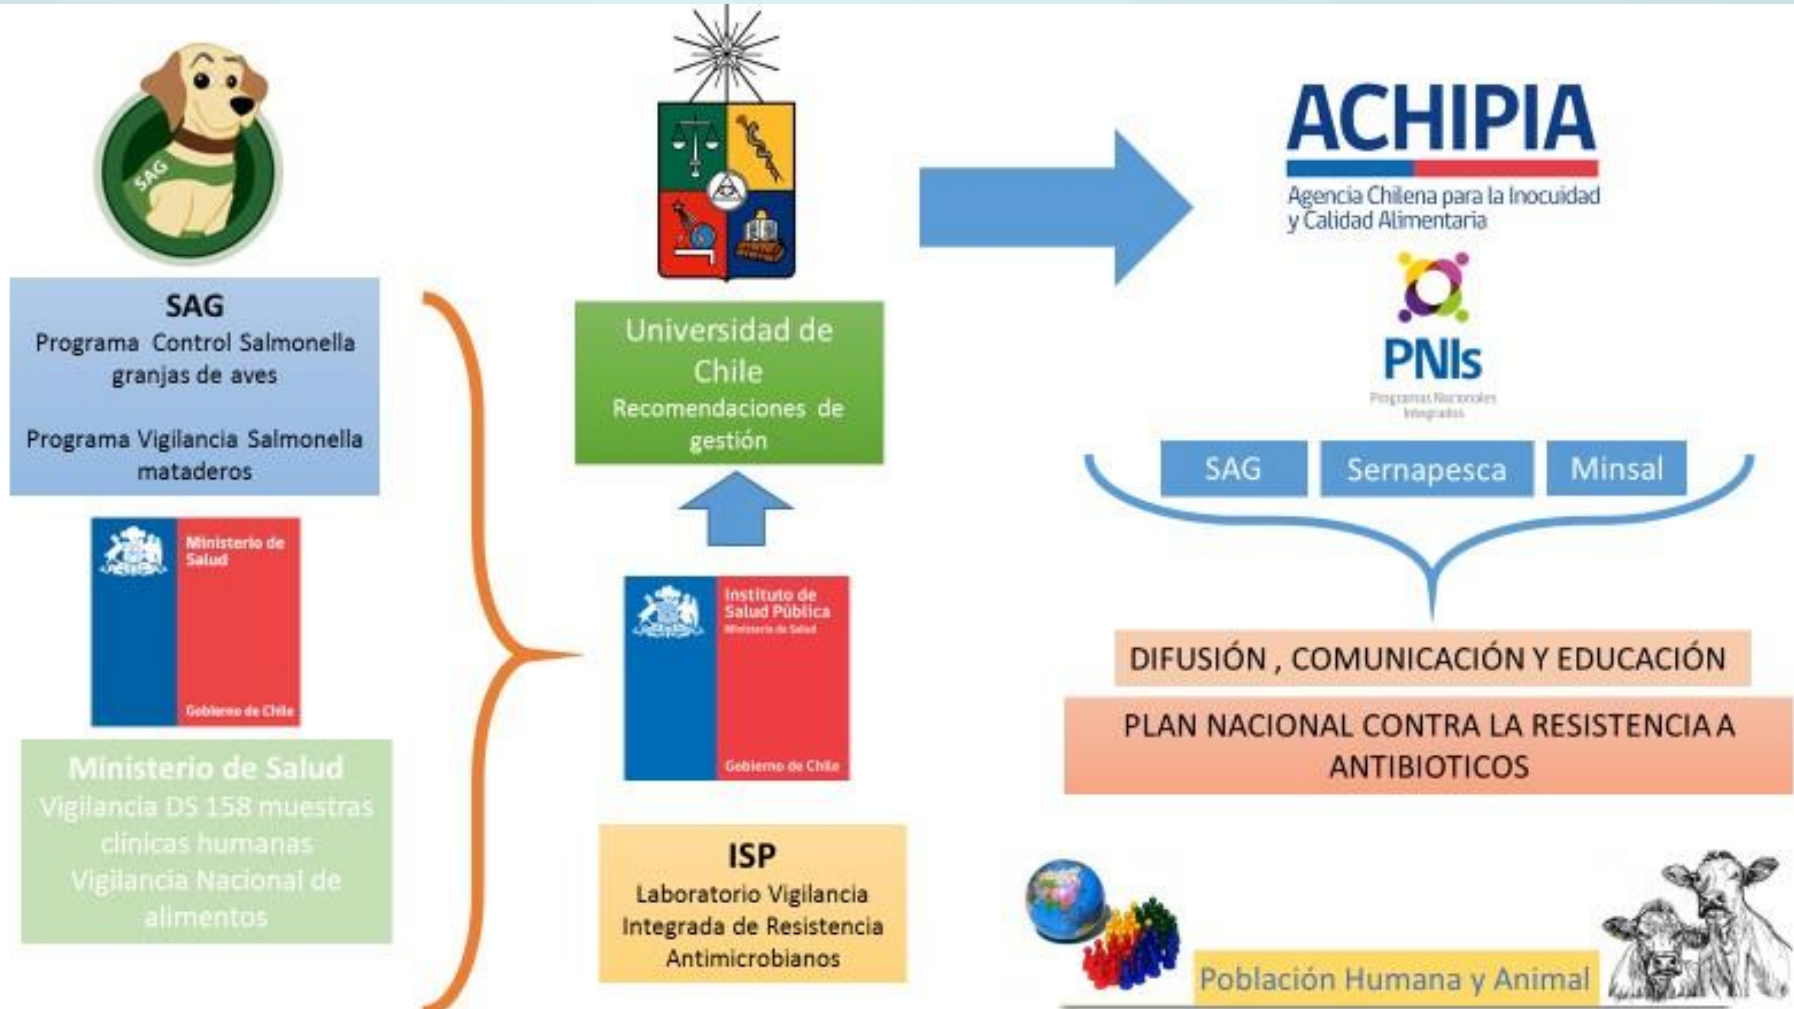 SAG
SAG
Programa Control Salmonella
granjas de aves
Programa Vigilancia Salmonella
mataderos
Ministerio de
Salud
Gobierno de Chile
Ministerio de Salud
Vigilancia DS 158 muestras
clínicas humanas
Vigilancia Nacional de
alimentos
Universidad de
Chile
Recomendaciones de
gestión
Instituto de
Salud Pública
Ministerio de Salud
Gobierno de Chile
ISP
Laboratorio Vigilancia
Integrada de Resistencia
Antimicrobianos
ACHIPIA
Agencia Chilena para la Inocuidad
y Calidad Alimentaria
PNIs
Programas Nacionales
Integrados
SAG
Sernapesca
Minsal
DIFUSIÓN , COMUNICACIÓN Y EDUCACIÓN
PLAN NACIONAL CONTRA LA RESISTENCIA A
ANTIBIOTICOS
Población Humana y Animal